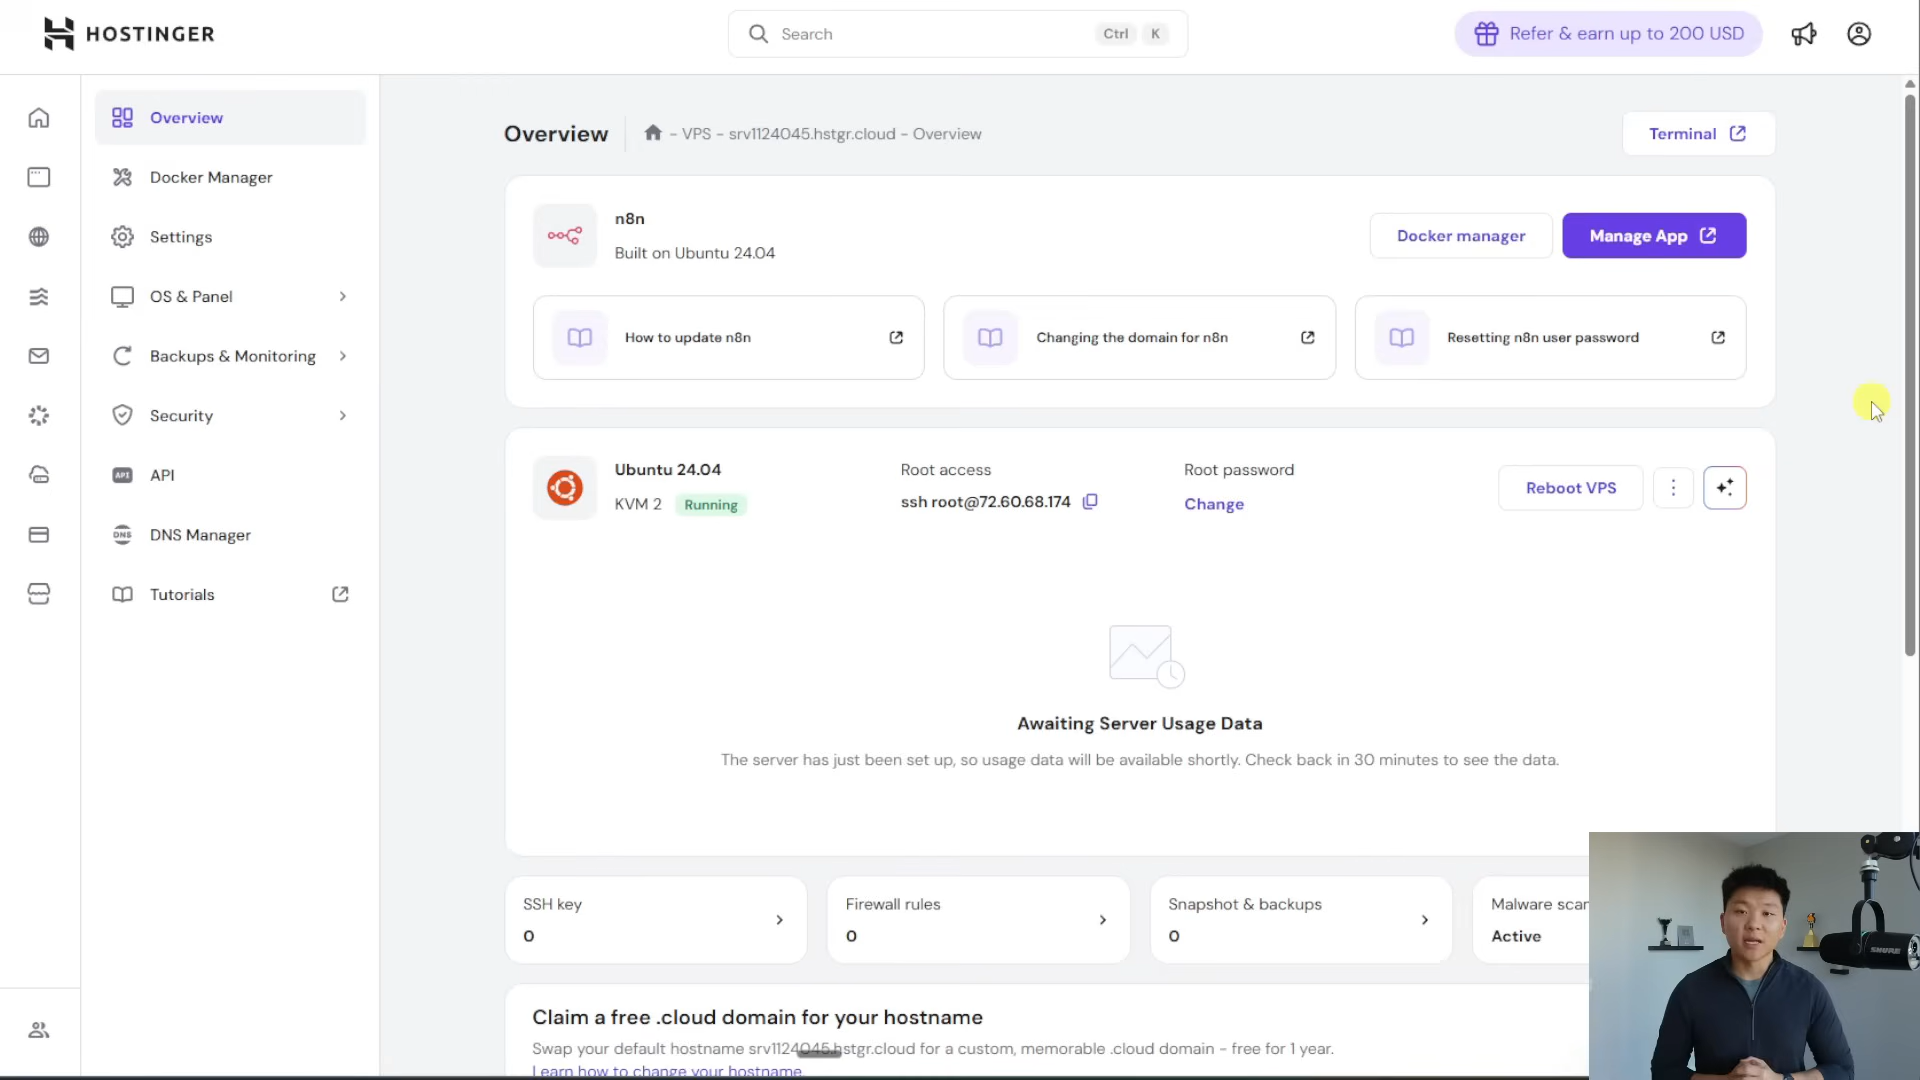 HOSTINGER
Search
Ctrl K
Refer & earn up to 200 USD
Overview
Docker Manager
Settings
OS & Panel
Backups & Monitoring
Security
API
API
DNS
DNS Manager
Tutorials
Overview
- VPS - srv1124045.hstgr.cloud - Overview
Terminal
n8n
Built on Ubuntu 24.04
Docker manager
Manage App
How to update n8n
Changing the domain for n8n
Resetting n8n user password
Ubuntu 24.04
KVM 2 Running
Root access
ssh root@72.60.68.174
Root password
Change
Reboot VPS
Awaiting Server Usage Data
The server has just been set up, so usage data will be available shortly. Check back in 30 minutes to see the data.
SSH key
0
Firewall rules
0
Snapshot & backups
0
Malware scan
Active
Claim a free .cloud domain for your hostname
Swap your default hostname srv1124045.hstgr.cloud for a custom, memorable .cloud domain - free for 1 year.
Learn how to change your hostname.
SHURE